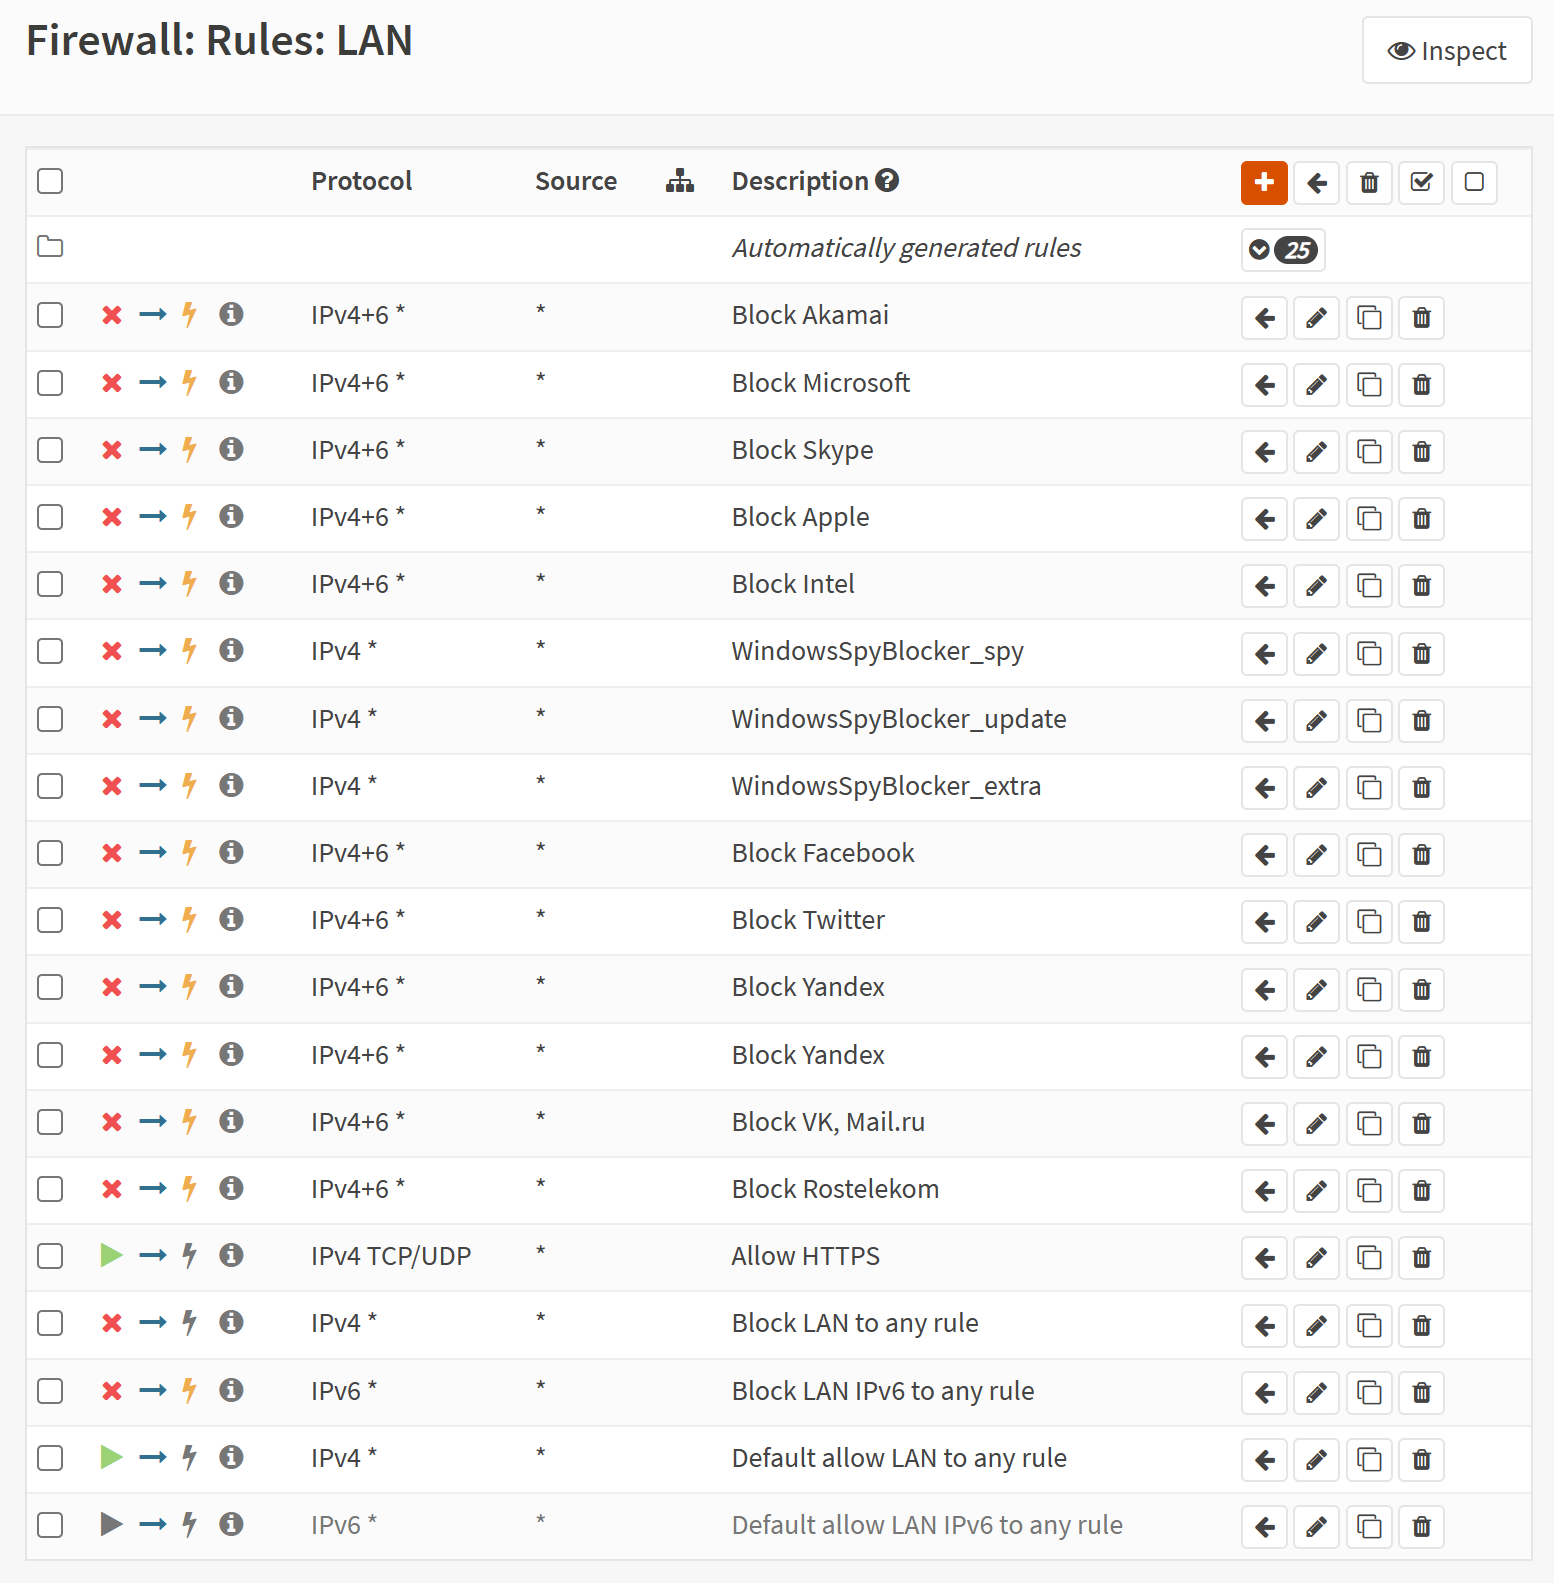 Firewall: Rules: LAN
Inspect
Protocol Source Description
Automatically generated rules 25
IPv4+6 * * Block Akamai
IPv4+6 * * Block Microsoft
IPv4+6 * * Block Skype
IPv4+6 * * Block Apple
IPv4+6 * * Block Intel
IPv4 * * WindowsSpyBlocker_spy
IPv4 * * WindowsSpyBlocker_update
IPv4 * * WindowsSpyBlocker_extra
IPv4+6 * * Block Facebook
IPv4+6 * * Block Twitter
IPv4+6 * * Block Yandex
IPv4+6 * * Block Yandex
IPv4+6 * * Block VK, Mail.ru
IPv4+6 * * Block Rostelekom
IPv4 TCP/UDP * Allow HTTPS
IPv4 * * Block LAN to any rule
IPv6 * * Block LAN IPv6 to any rule
IPv4 * * Default allow LAN to any rule
IPv6 * * Default allow LAN IPv6 to any rule